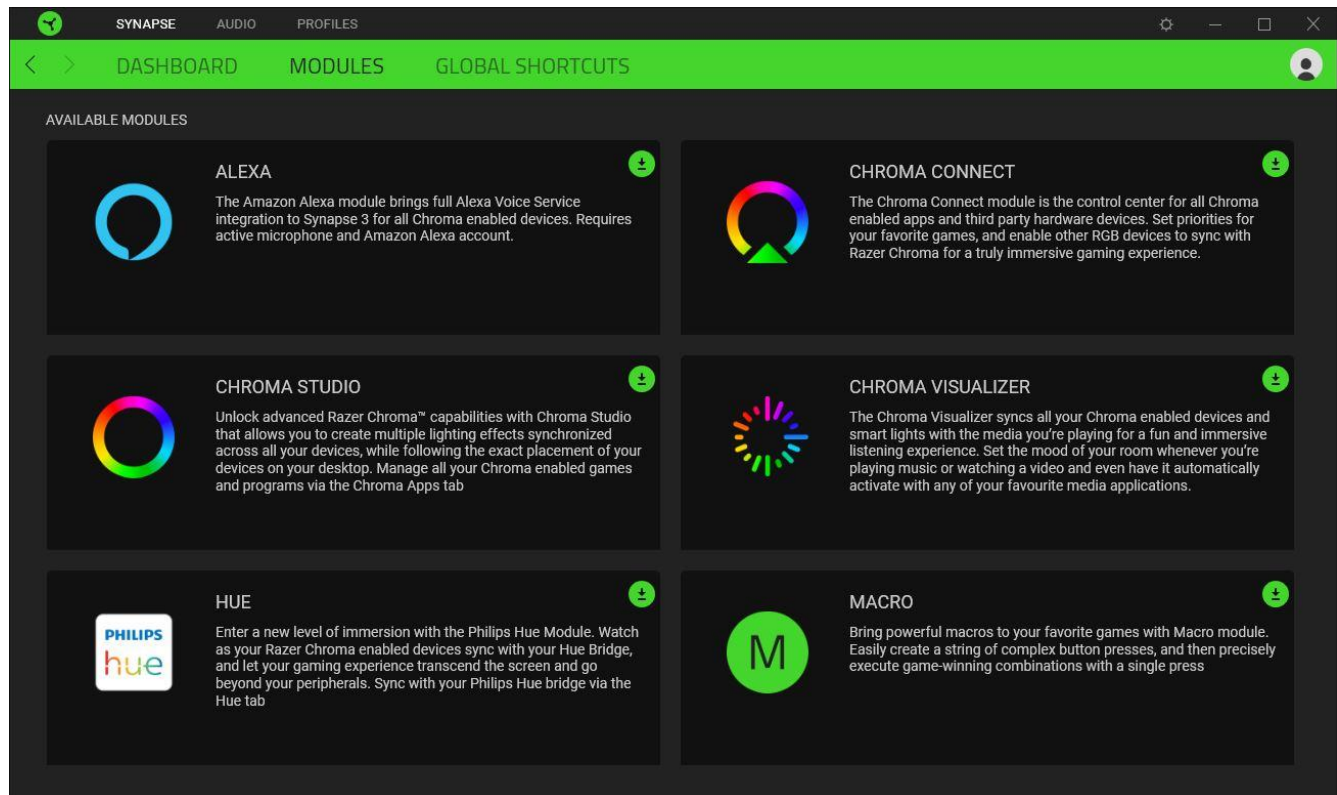 SYNAPSE AUDIO PROFILES
DASHBOARD MODULES GLOBAL SHORTCUTS
AVAILABLE MODULES
ALEXA
The Amazon Alexa module brings full Alexa Voice Service
integration to Synapse 3 for all Chroma enabled devices. Requires
active microphone and Amazon Alexa account.
CHROMA CONNECT
The Chroma Connect module is the control center for all Chroma
enabled apps and third party hardware devices. Set priorities for
your favorite games, and enable other RGB devices to sync with
Razer Chroma for a truly immersive gaming experience.
CHROMA STUDIO
Unlock advanced Razer Chroma™ capabilities with Chroma Studio
that allows you to create multiple lighting effects synchronized
across all your devices, while following the exact placement of your
devices on your desktop. Manage all your Chroma enabled games
and programs via the Chroma Apps tab
CHROMA VISUALIZER
The Chroma Visualizer syncs all your Chroma enabled devices and
smart lights with the media you’re playing for a fun and immersive
listening experience. Set the mood of your room whenever you’re
playing music or watching a video and even have it automatically
activate with any of your favourite media applications.
PHILIPS
hue
HUE
Enter a new level of immersion with the Philips Hue Module. Watch
as your Razer Chroma enabled devices sync with your Hue Bridge,
and let your gaming experience transcend the screen and go
beyond your peripherals. Sync with your Philips Hue bridge via the
Hue tab
M
MACRO
Bring powerful macros to your favorite games with Macro module.
Easily create a string of complex button presses, and then precisely
execute game-winning combinations with a single press